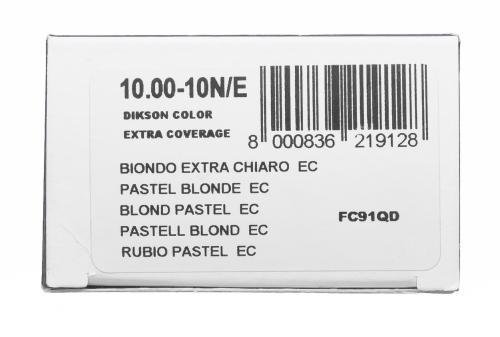 10.00-10N/E
DIKSON COLOR
EXTRA COVERAGE
8 000836 219128
BIONDO EXTRA CHIARO EC
PASTEL BLONDE EC
BLOND PASTEL EC
PASTELL BLOND EC
RUBIO PASTEL EC
FC91QD